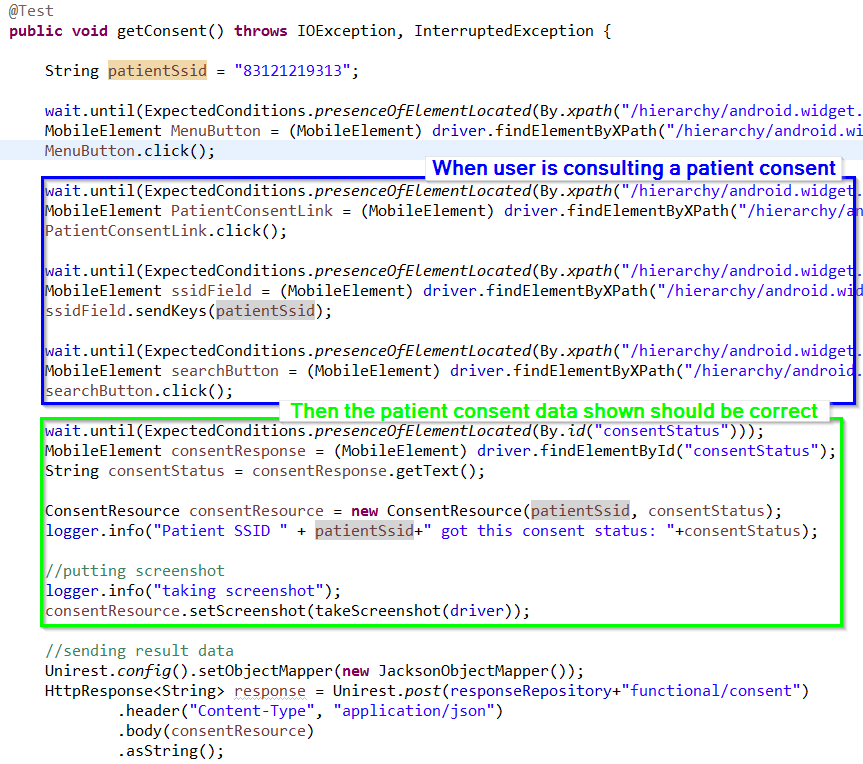 @Test
public void getConsent() throws IOException, InterruptedException {
String patientSsid = "83121219313";
wait.until(ExpectedConditions.presenceOfElementLocated(By.xpath("/hierarchy/android.widget.
MobileElement MenuButton = (MobileElement) driver.findElementByXPath("/hierarchy/android.wi
MenuButton.click();
When user is consulting a patient consent
wait.until(ExpectedConditions.presenceOfElementLocated(By.xpath("/hierarchy/android.widget.
MobileElement PatientConsentLink = (MobileElement) driver.findElementByXPath("/hierarchy/an
PatientConsentLink.click();
wait.until(ExpectedConditions.presenceOfElementLocated(By.xpath("/hierarchy/android.widget.
MobileElement ssidField = (MobileElement) driver.findElementByXPath("/hierarchy/android.wid
ssidField.sendKeys(patientSsid);
wait.until(ExpectedConditions.presenceOfElementLocated(By.xpath("/hierarchy/android.widget.
MobileElement searchButton = (MobileElement) driver.findElementByXPath("/hierarchy/android.
searchButton.click();
Then the patient consent data shown should be correct
wait.until(ExpectedConditions.presenceOfElementLocated(By.id("consentStatus")));
MobileElement consentResponse = (MobileElement) driver.findElementById("consentStatus");
String consentStatus = consentResponse.getText();
ConsentResource consentResource = new ConsentResource(patientSsid, consentStatus);
logger.info("Patient SSID " + patientSsid+" got this consent status: "+consentStatus);
//putting screenshot
logger.info("taking screenshot");
consentResource.setScreenshot(takeScreenshot(driver));
//sending result data
Unirest.config().setObjectMapper(new JacksonObjectMapper());
HttpResponse<String> response = Unirest.post(responseRepository+"functional/consent")
.header("Content-Type", "application/json")
.body(consentResource)
.asString();